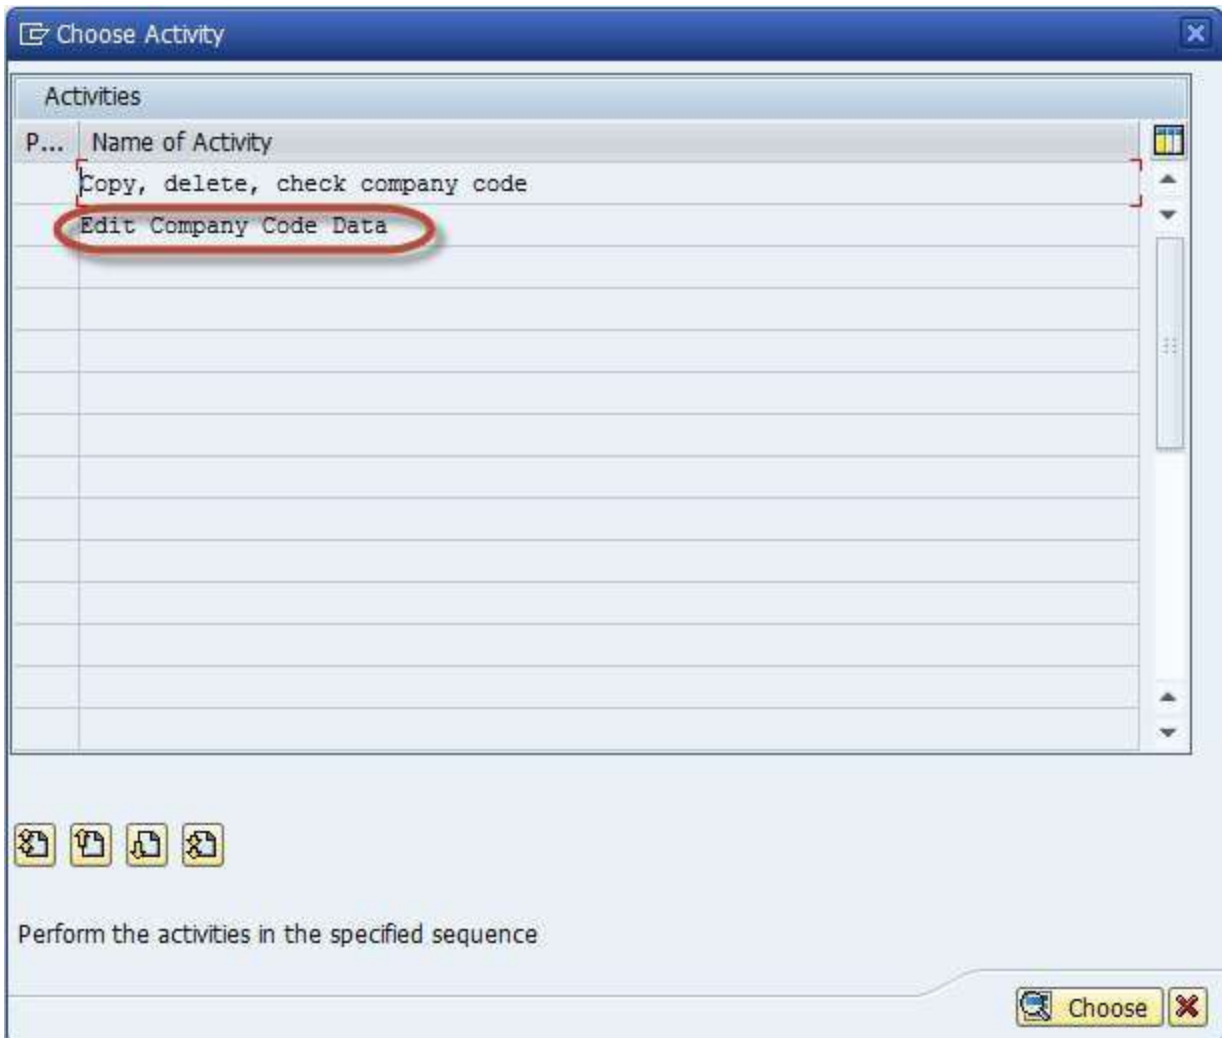 Choose Activity
Activities
P... Name of Activity
Copy, delete, check company code
Edit Company Code Data
Perform the activities in the specified sequence
Choose